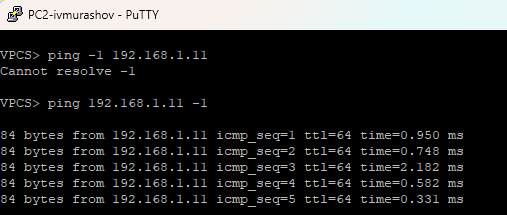 PC2-ivmurashov - PuTTY
VPCS> ping -1 192.168.1.11
Cannot resolve -1
VPCS> ping 192.168.1.11 -1
84 bytes from 192.168.1.11 icmp_seq=1 ttl=64 time=0.950 ms
84 bytes from 192.168.1.11 icmp_seq=2 ttl=64 time=0.748 ms
84 bytes from 192.168.1.11 icmp_seq=3 ttl=64 time=2.182 ms
84 bytes from 192.168.1.11 icmp_seq=4 ttl=64 time=0.582 ms
84 bytes from 192.168.1.11 icmp_seq=5 ttl=64 time=0.331 ms